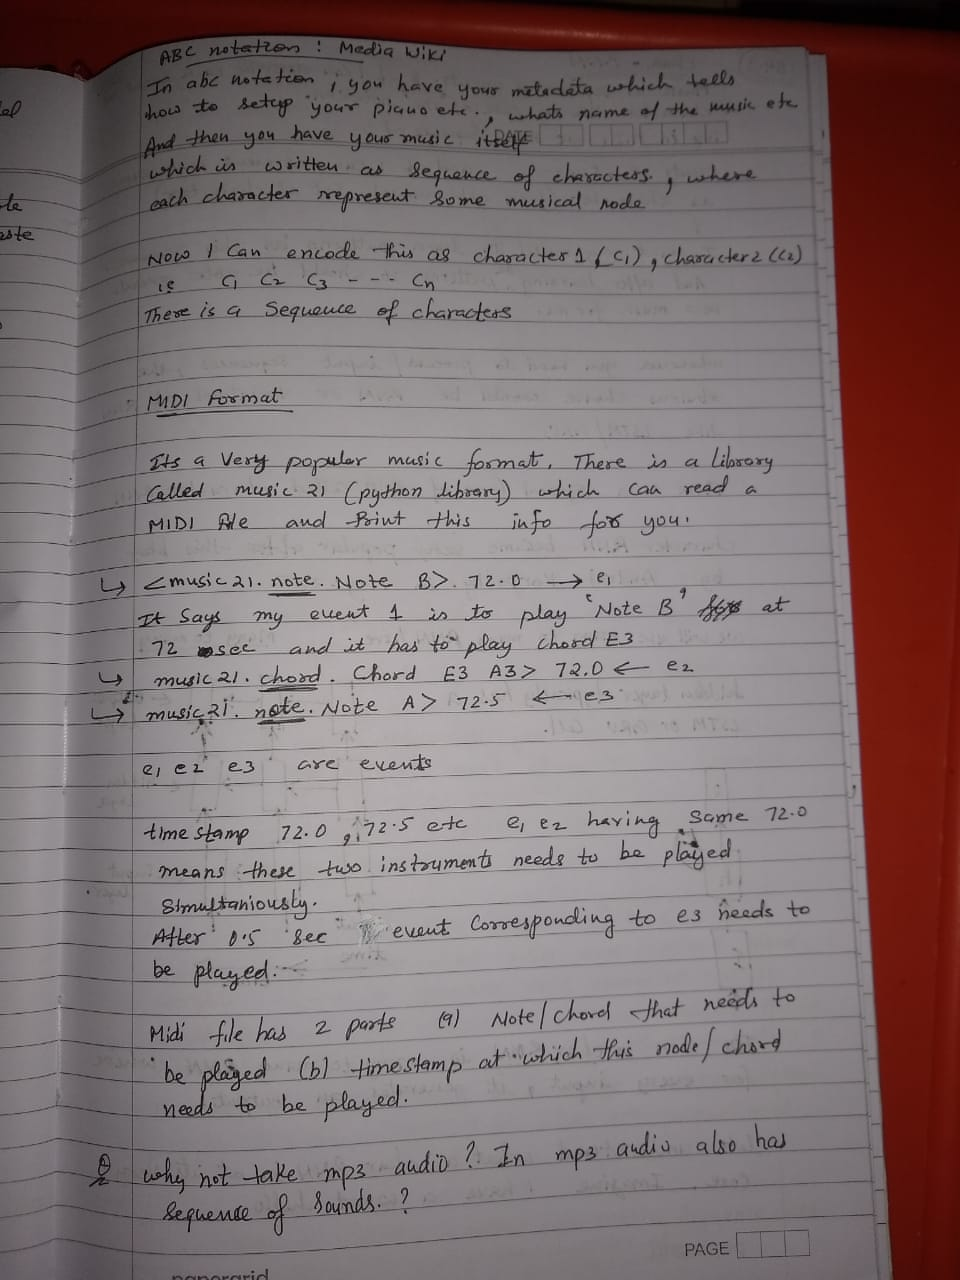 ABC notation : Media Wiki
In abc notation, you have your metadata which tells
how to setup your piano etc., whats name of the music etc
And then you have your music itself
which is written as sequence of characters, where
each character represent some musical node
Now I can encode this as character 1 (C1), character 2 (C2)
ie C1 C2 C3 - - - Cn
There is a Sequence of characters
MIDI Format
Its a very popular music format. There is a library
Called music 21 (python library) which can read a
MIDI file and Print this info for you.
↳ <music21.note.Note B> 72.0 → e1
It Says my event 1 is to play 'Note B' at
72 sec and it has to play chord E3
↳ music21.chord.Chord E3 A3> 72.0 ← e2
↳ music21.note.Note A> 72.5 ← e3
e1 e2 e3 are events
time stamp 72.0, 72.5 etc e1 e2 having same 72.0
means these two instruments needs to be played
Simultaniously.
After 0.5 sec event Corresponding to e3 needs to
be played.
Midi file has 2 parts (a) Note/chord that needs to
be played (b) timestamp at which this node/chord
needs to be played.
Q why not take mp3 audio? In mp3 audio also has
Sequence of Sounds.?
PAGE
papergrid